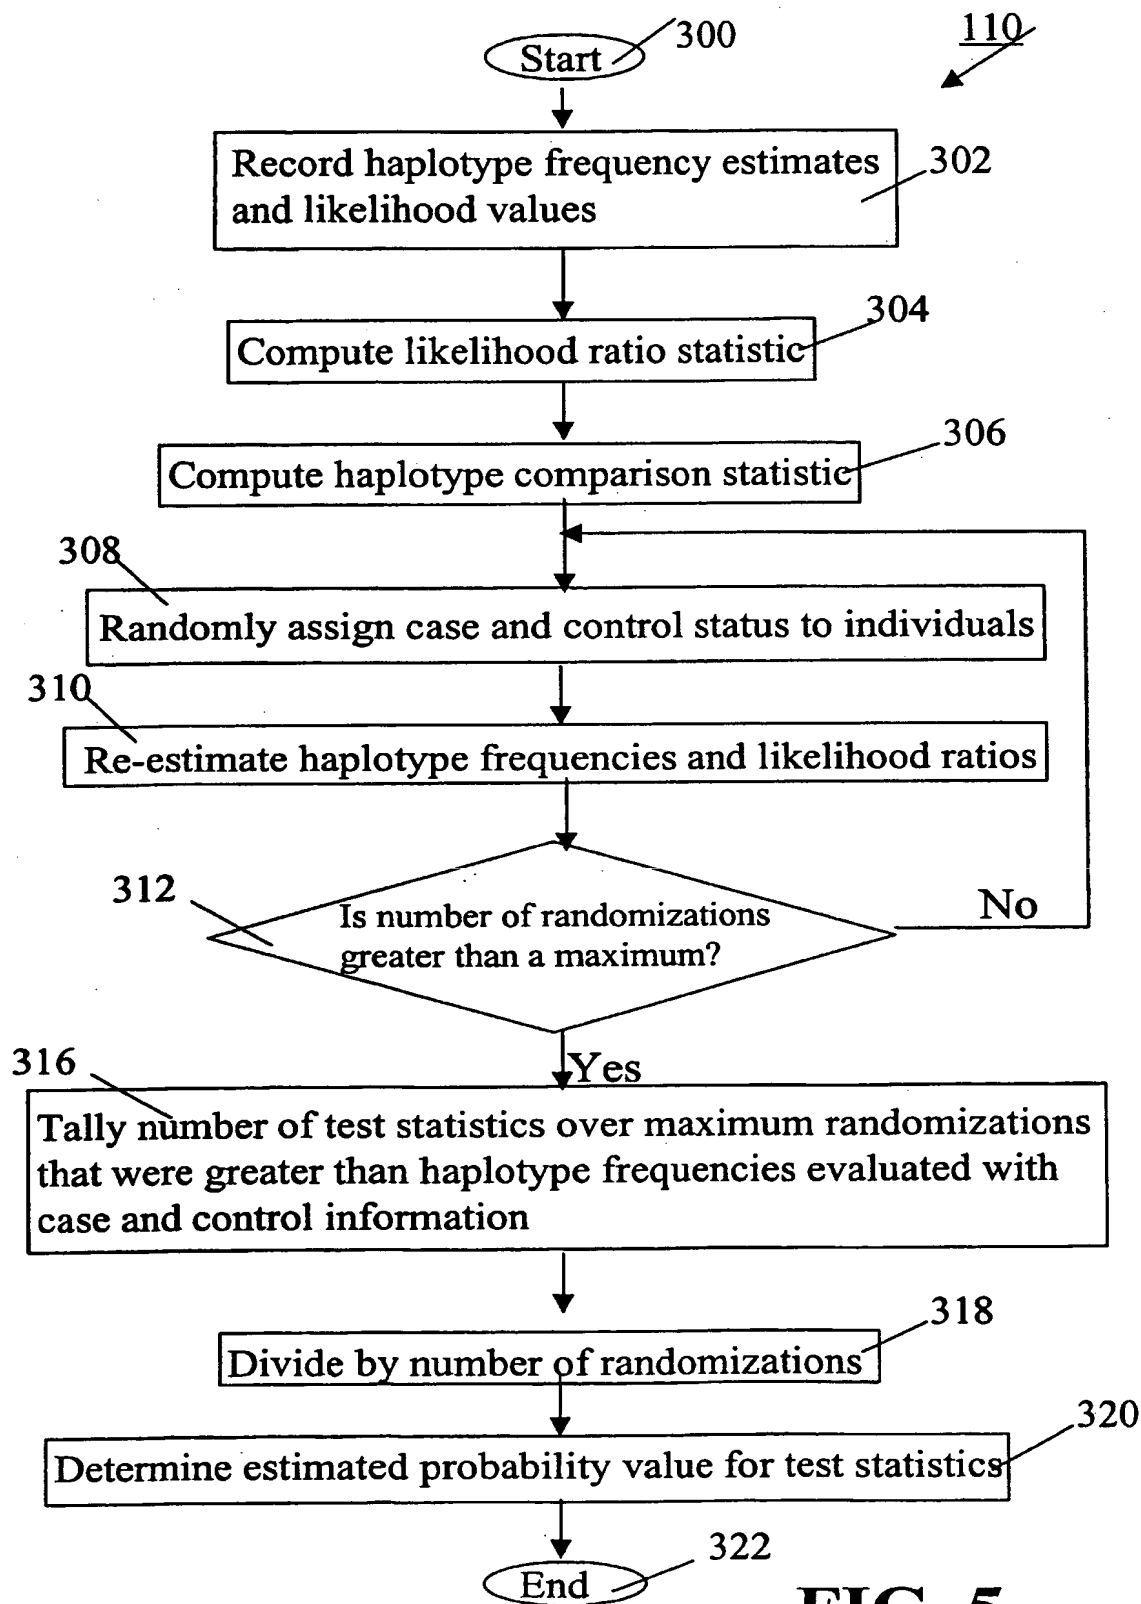 300
110
Start
Record haplotype frequency estimates
and likelihood values
302
304
Compute likelihood ratio statistic
306
Compute haplotype comparison statistic
308
Randomly assign case and control status to individuals
310
Re-estimate haplotype frequencies and likelihood ratios
312
Is number of randomizations
greater than a maximum?
No
Yes
316
Tally number of test statistics over maximum randomizations
that were greater than haplotype frequencies evaluated with
case and control information
318
Divide by number of randomizations
320
Determine estimated probability value for test statistics
322
End
FIG. 5